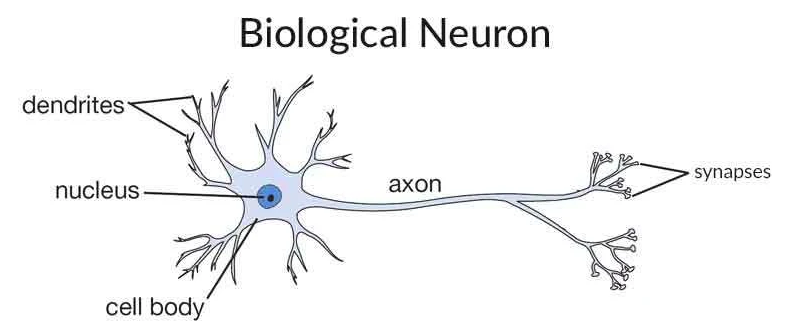 Biological Neuron
dendrites
nucleus
axon
synapses
cell body